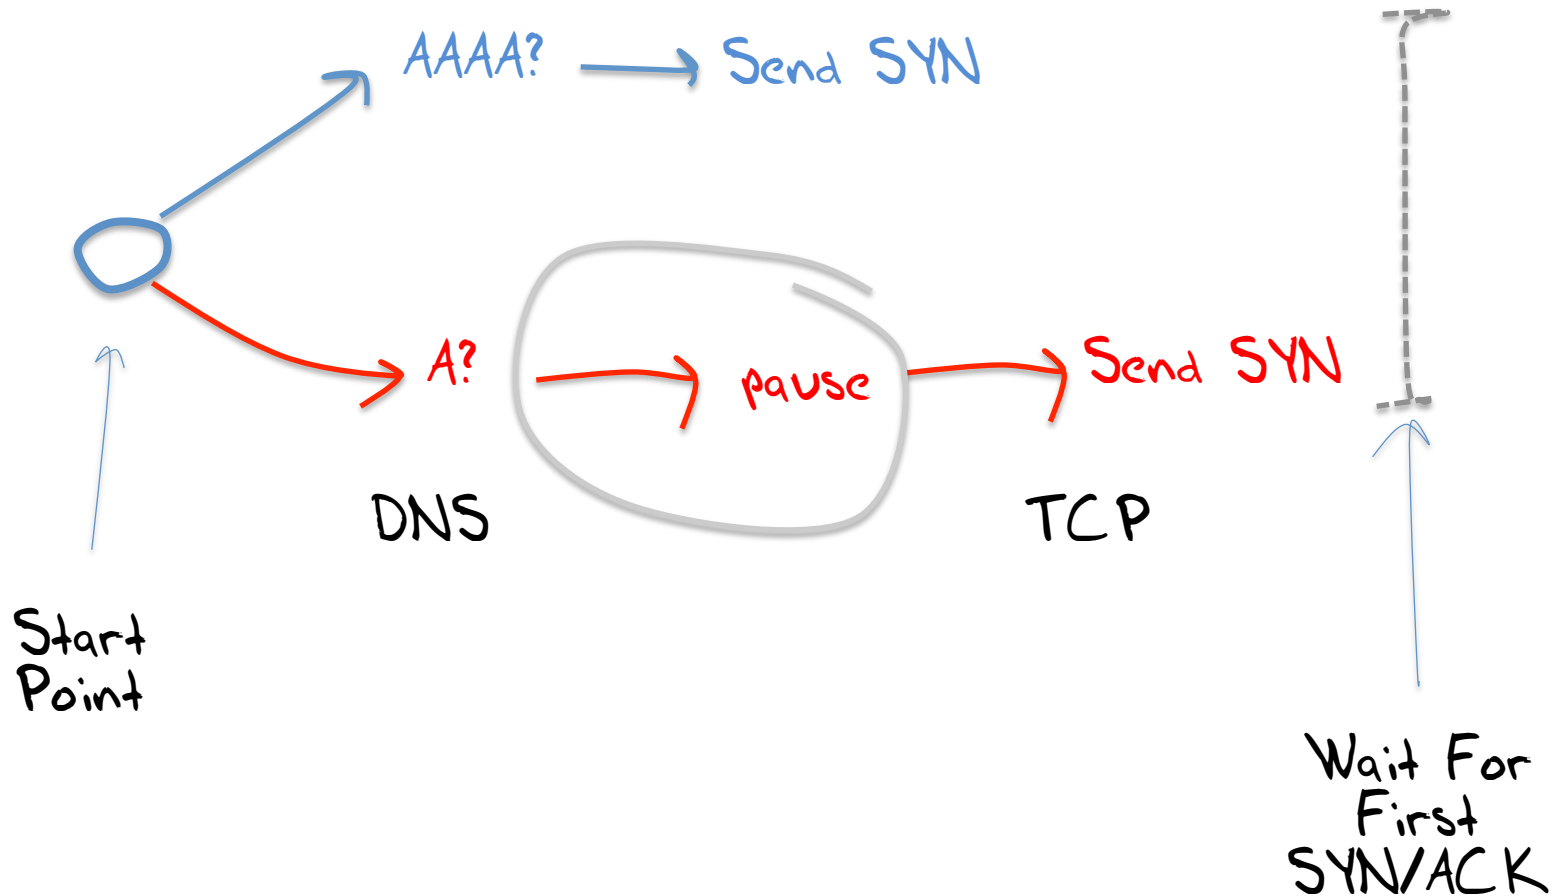 AAAA?
Send SYN
A?
pause
Send SYN
DNS
TCP
Start
Point
Wait For
First
SYN/ACK